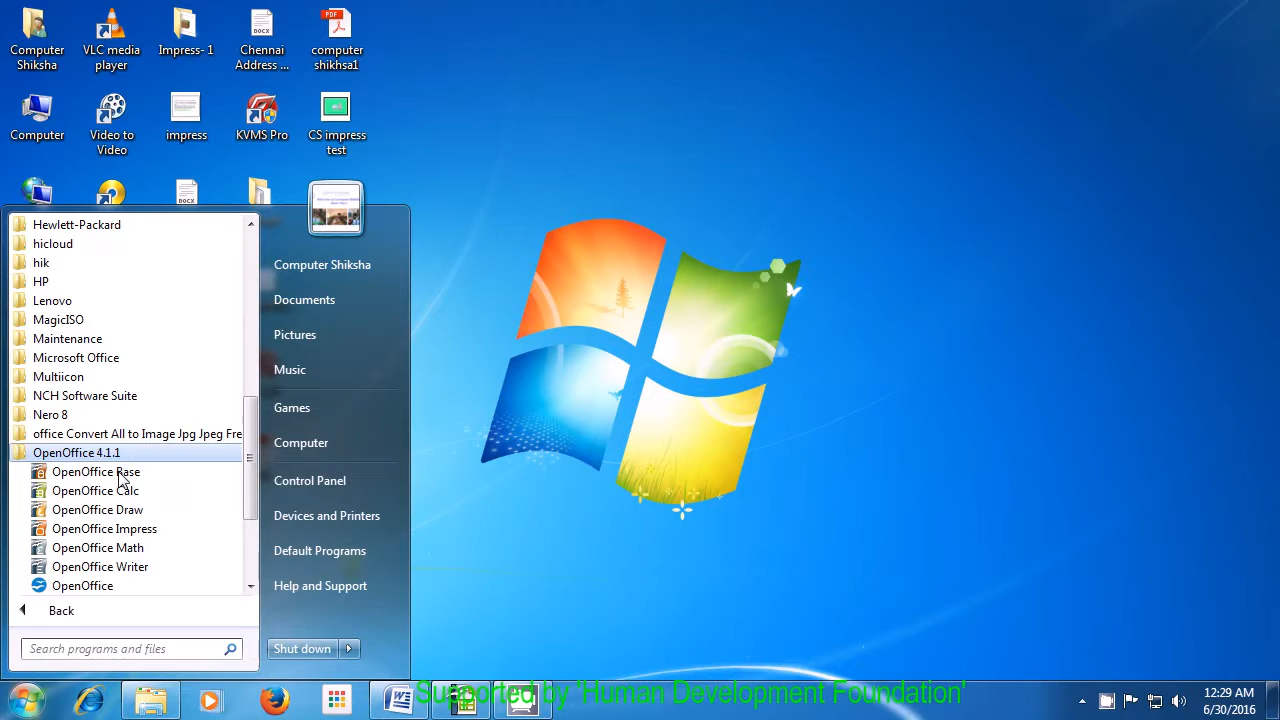 Computer
Shiksha
VLC media
player
Impress- 1
Chennai
Address ...
computer
shikhsa1
Computer
Video to
Video
impress
KVMS Pro
CS impress
test
Hewlett-Packard
hicloud
hik
HP
Lenovo
MagicISO
Maintenance
Microsoft Office
Multiicon
NCH Software Suite
Nero 8
office Convert All to Image Jpg Jpeg Fre
OpenOffice 4.1.1
OpenOffice Base
OpenOffice Calc
OpenOffice Draw
OpenOffice Impress
OpenOffice Math
OpenOffice Writer
OpenOffice
Back
Search programs and files
Computer Shiksha
Documents
Pictures
Music
Games
Computer
Control Panel
Devices and Printers
Default Programs
Help and Support
Shut down
Supported by 'Human Development Foundation'
12:29 AM
6/30/2016